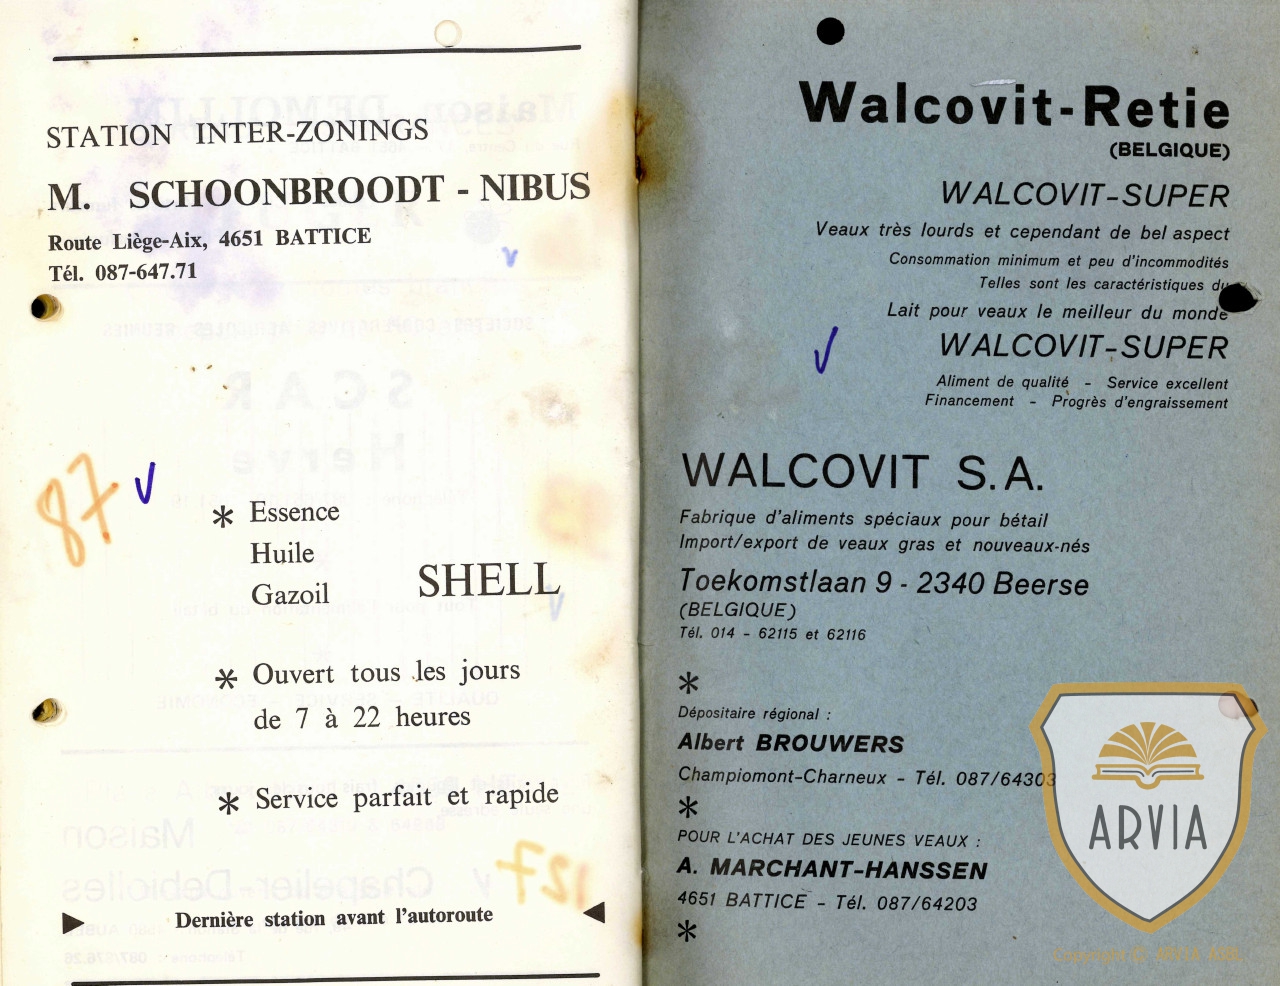 STATION INTER-ZONINGS
M. SCHOONBROODT - NIBUS
Route Liège-Aix, 4651 BATTICE
Tél. 087-647.71
87
* Essence
Huile
Gazoil
SHELL
* Ouvert tous les jours
de 7 à 22 heures
* Service parfait et rapide
Dernière station avant l'autoroute
Walcovit-Retie
(BELGIQUE)
WALCOVIT-SUPER
Veaux très lourds et cependant de bel aspect
Consommation minimum et peu d'incommodités
Telles sont les caractéristiques du
Lait pour veaux le meilleur du monde
WALCOVIT-SUPER
Aliment de qualité - Service excellent
Financement - Progrès d'engraissement
WALCOVIT S.A.
Fabrique d'aliments spéciaux pour bétail
Import/export de veaux gras et nouveaux-nés
Toekomstlaan 9 - 2340 Beerse
(BELGIQUE)
Tél. 014 - 62115 et 62116
*
Dépositaire régional :
Albert BROUWERS
Championmont-Charneux - Tél. 087/64303
*
POUR L'ACHAT DES JEUNES VEAUX :
A. MARCHANT-HANSSEN
4651 BATTICE - Tél. 087/64203
*
ARVIA
Copyright © ARVIA ASBL